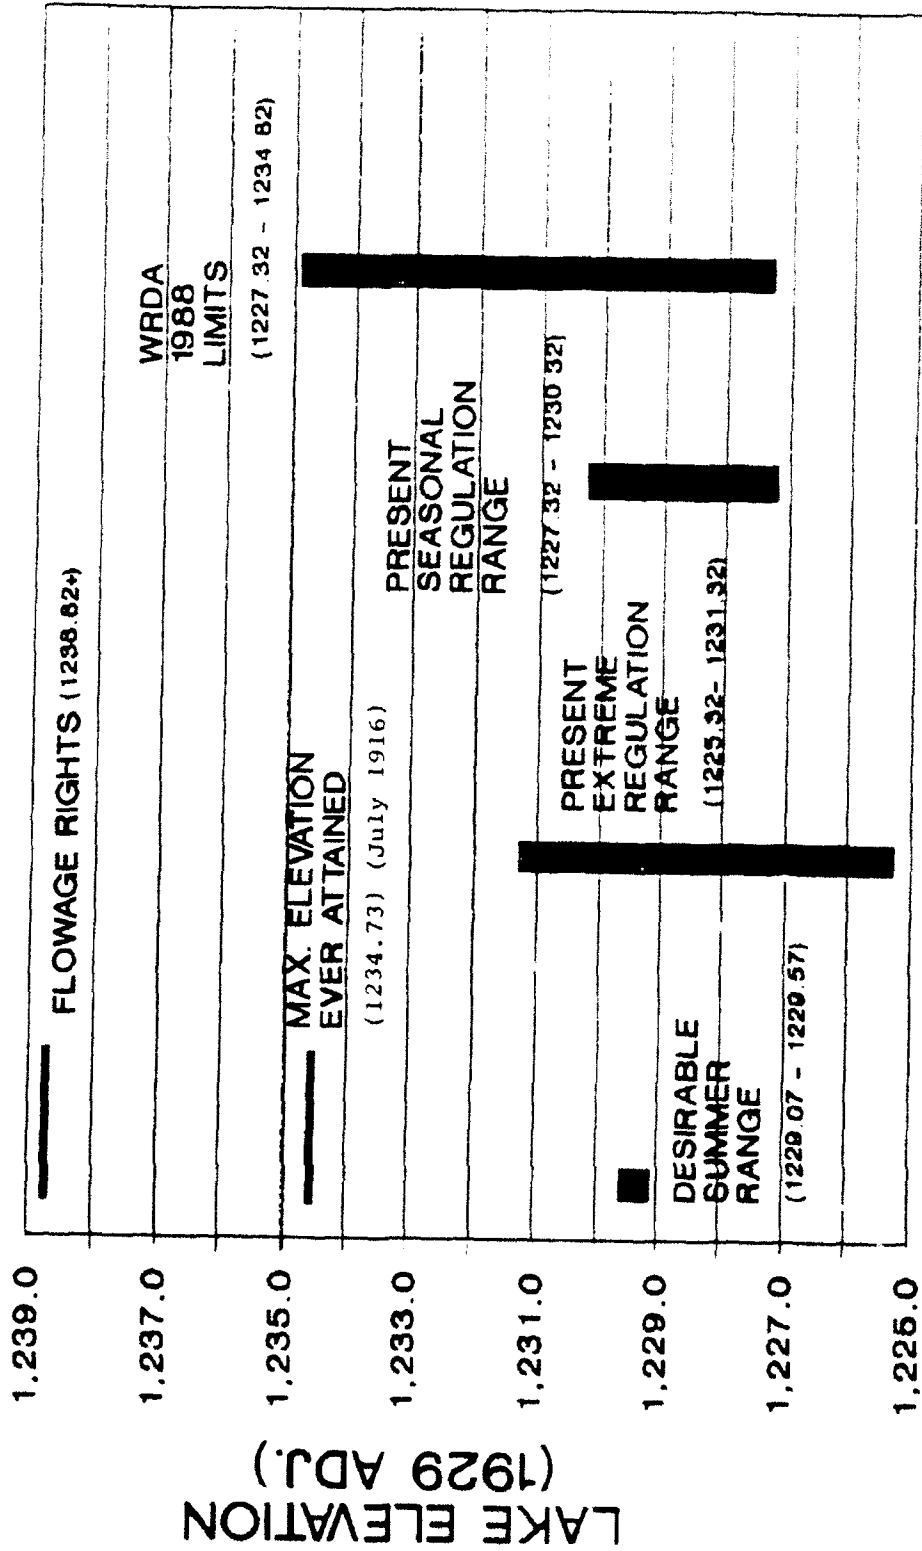 LAKE ELEVATION
(1929 ADJ.)
1,239.0
1,237.0
1,235.0
1,233.0
1,231.0
1,229.0
1,227.0
1,225.0
FLOWAGE RIGHTS (1238.82+)
MAX. ELEVATION
EVER ATTAINED
(1234.73) (July 1916)
DESIRABLE
SUMMER
RANGE
(1229.07 - 1229.57)
PRESENT
EXTREME
REGULATION
RANGE
(1225.32 - 1231.32)
PRESENT
SEASONAL
REGULATION
RANGE
(1227 32 - 1230 32)
WRDA
1988
LIMITS
(1227 32 - 1234 82)